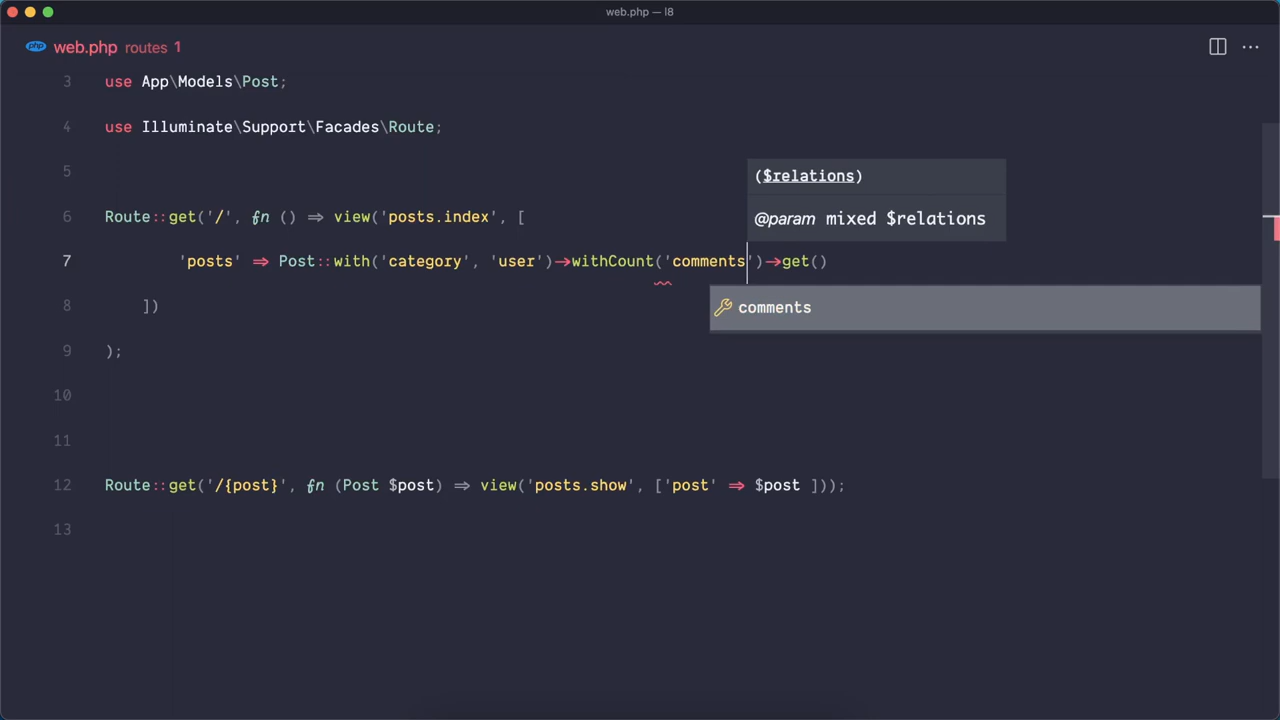 web.php — l8
php web.php routes 1
3 use App\Models\Post;
4 use Illuminate\Support\Facades\Route;
5
($relations)
6 Route::get('/', fn () => view('posts.index', [
@param mixed $relations
7 'posts' => Post::with('category', 'user')->withCount('comments')->get()
comments
8 ])
9 );
10
11
12 Route::get('/{post}', fn (Post $post) => view('posts.show', ['post' => $post ]));
13